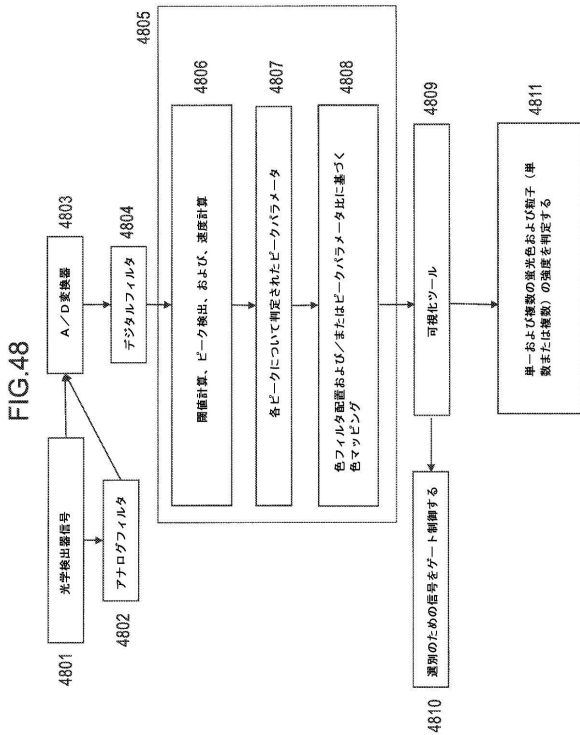 FIG.48
4801
光学検出器信号
4802
アナログフィルタ
4803
A/D変換器
4804
デジタルフィルタ
4805
4806
閾値計算、ピーク検出、および、速度計算
4807
各ピークについて判定されたピークパラメータ
4808
色フィルタ配置および/またはピークパラメータ比に基づく
色マッピング
4809
可視化ツール
4810
選別のための信号をゲート制御する
4811
単一および複数の蛍光色および粒子(単
数または複数)の強度を判定する